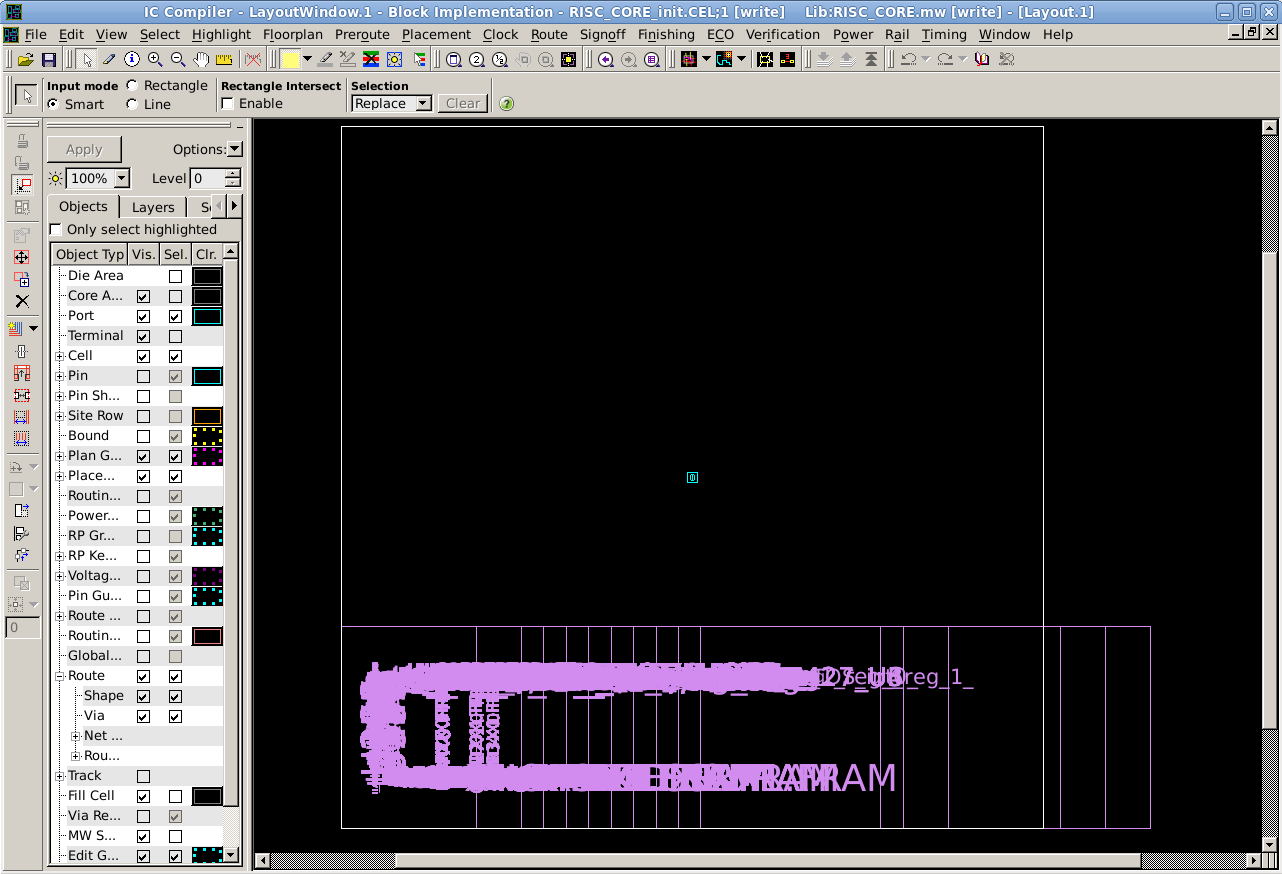 IC Compiler - LayoutWindow.1 - Block Implementation - RISC_CORE_init.CEL;1 [write] Lib:RISC_CORE.mw [write] - [Layout.1]
File Edit View Select Highlight Floorplan Preroute Placement Clock Route Signoff Finishing ECO Verification Power Rail Timing Window Help
Input mode Rectangle Rectangle Intersect Selection
Smart Line Enable Replace Clear
Apply Options:
100% Level 0
Objects Layers
Only select highlighted
Object Typ Vis. Sel. Clr.
Die Area
Core A...
Port
Terminal
Cell
Pin
Pin Sh...
Site Row
Bound
Plan G...
Place...
Routin...
Power...
RP Gr...
RP Ke...
Voltag...
Pin Gu...
Route ...
Routin...
Global...
Route
Shape
Via
Net ...
Rou...
Track
Fill Cell
Via Re...
MW S...
Edit G...
0